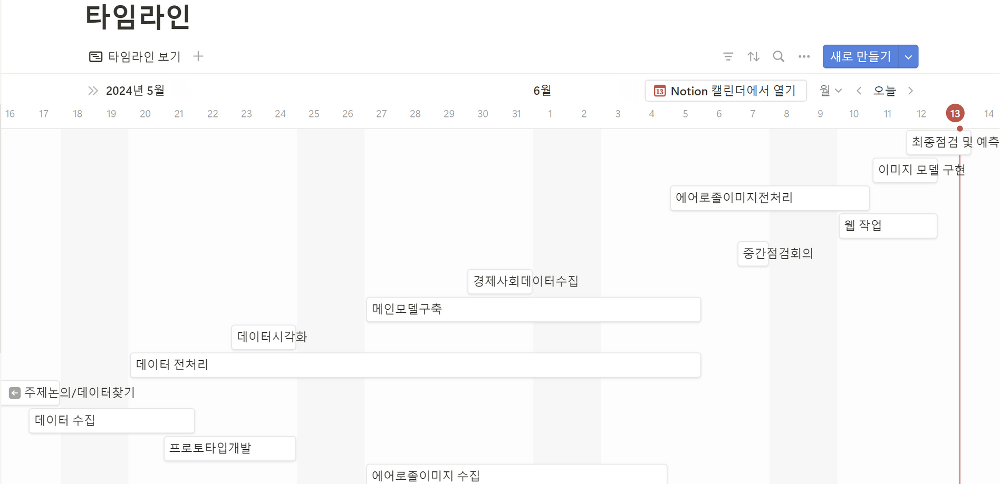 타임라인
타임라인 보기
새로 만들기
2024년 5월 6월 13 Notion 캘린더에서 열기 월 오늘
16 17 18 19 20 21 22 23 24 25 26 27 28 29 30 31 1 2 3 4 5 6 7 8 9 10 11 12 13 14
최종점검 및 예측
이미지 모델 구현
에어로졸이미지전처리
웹 작업
중간점검회의
경제사회데이터수집
메인모델구축
데이터시각화
데이터 전처리
주제논의/데이터찾기
데이터 수집
프로토타입개발
에어로졸이미지 수집